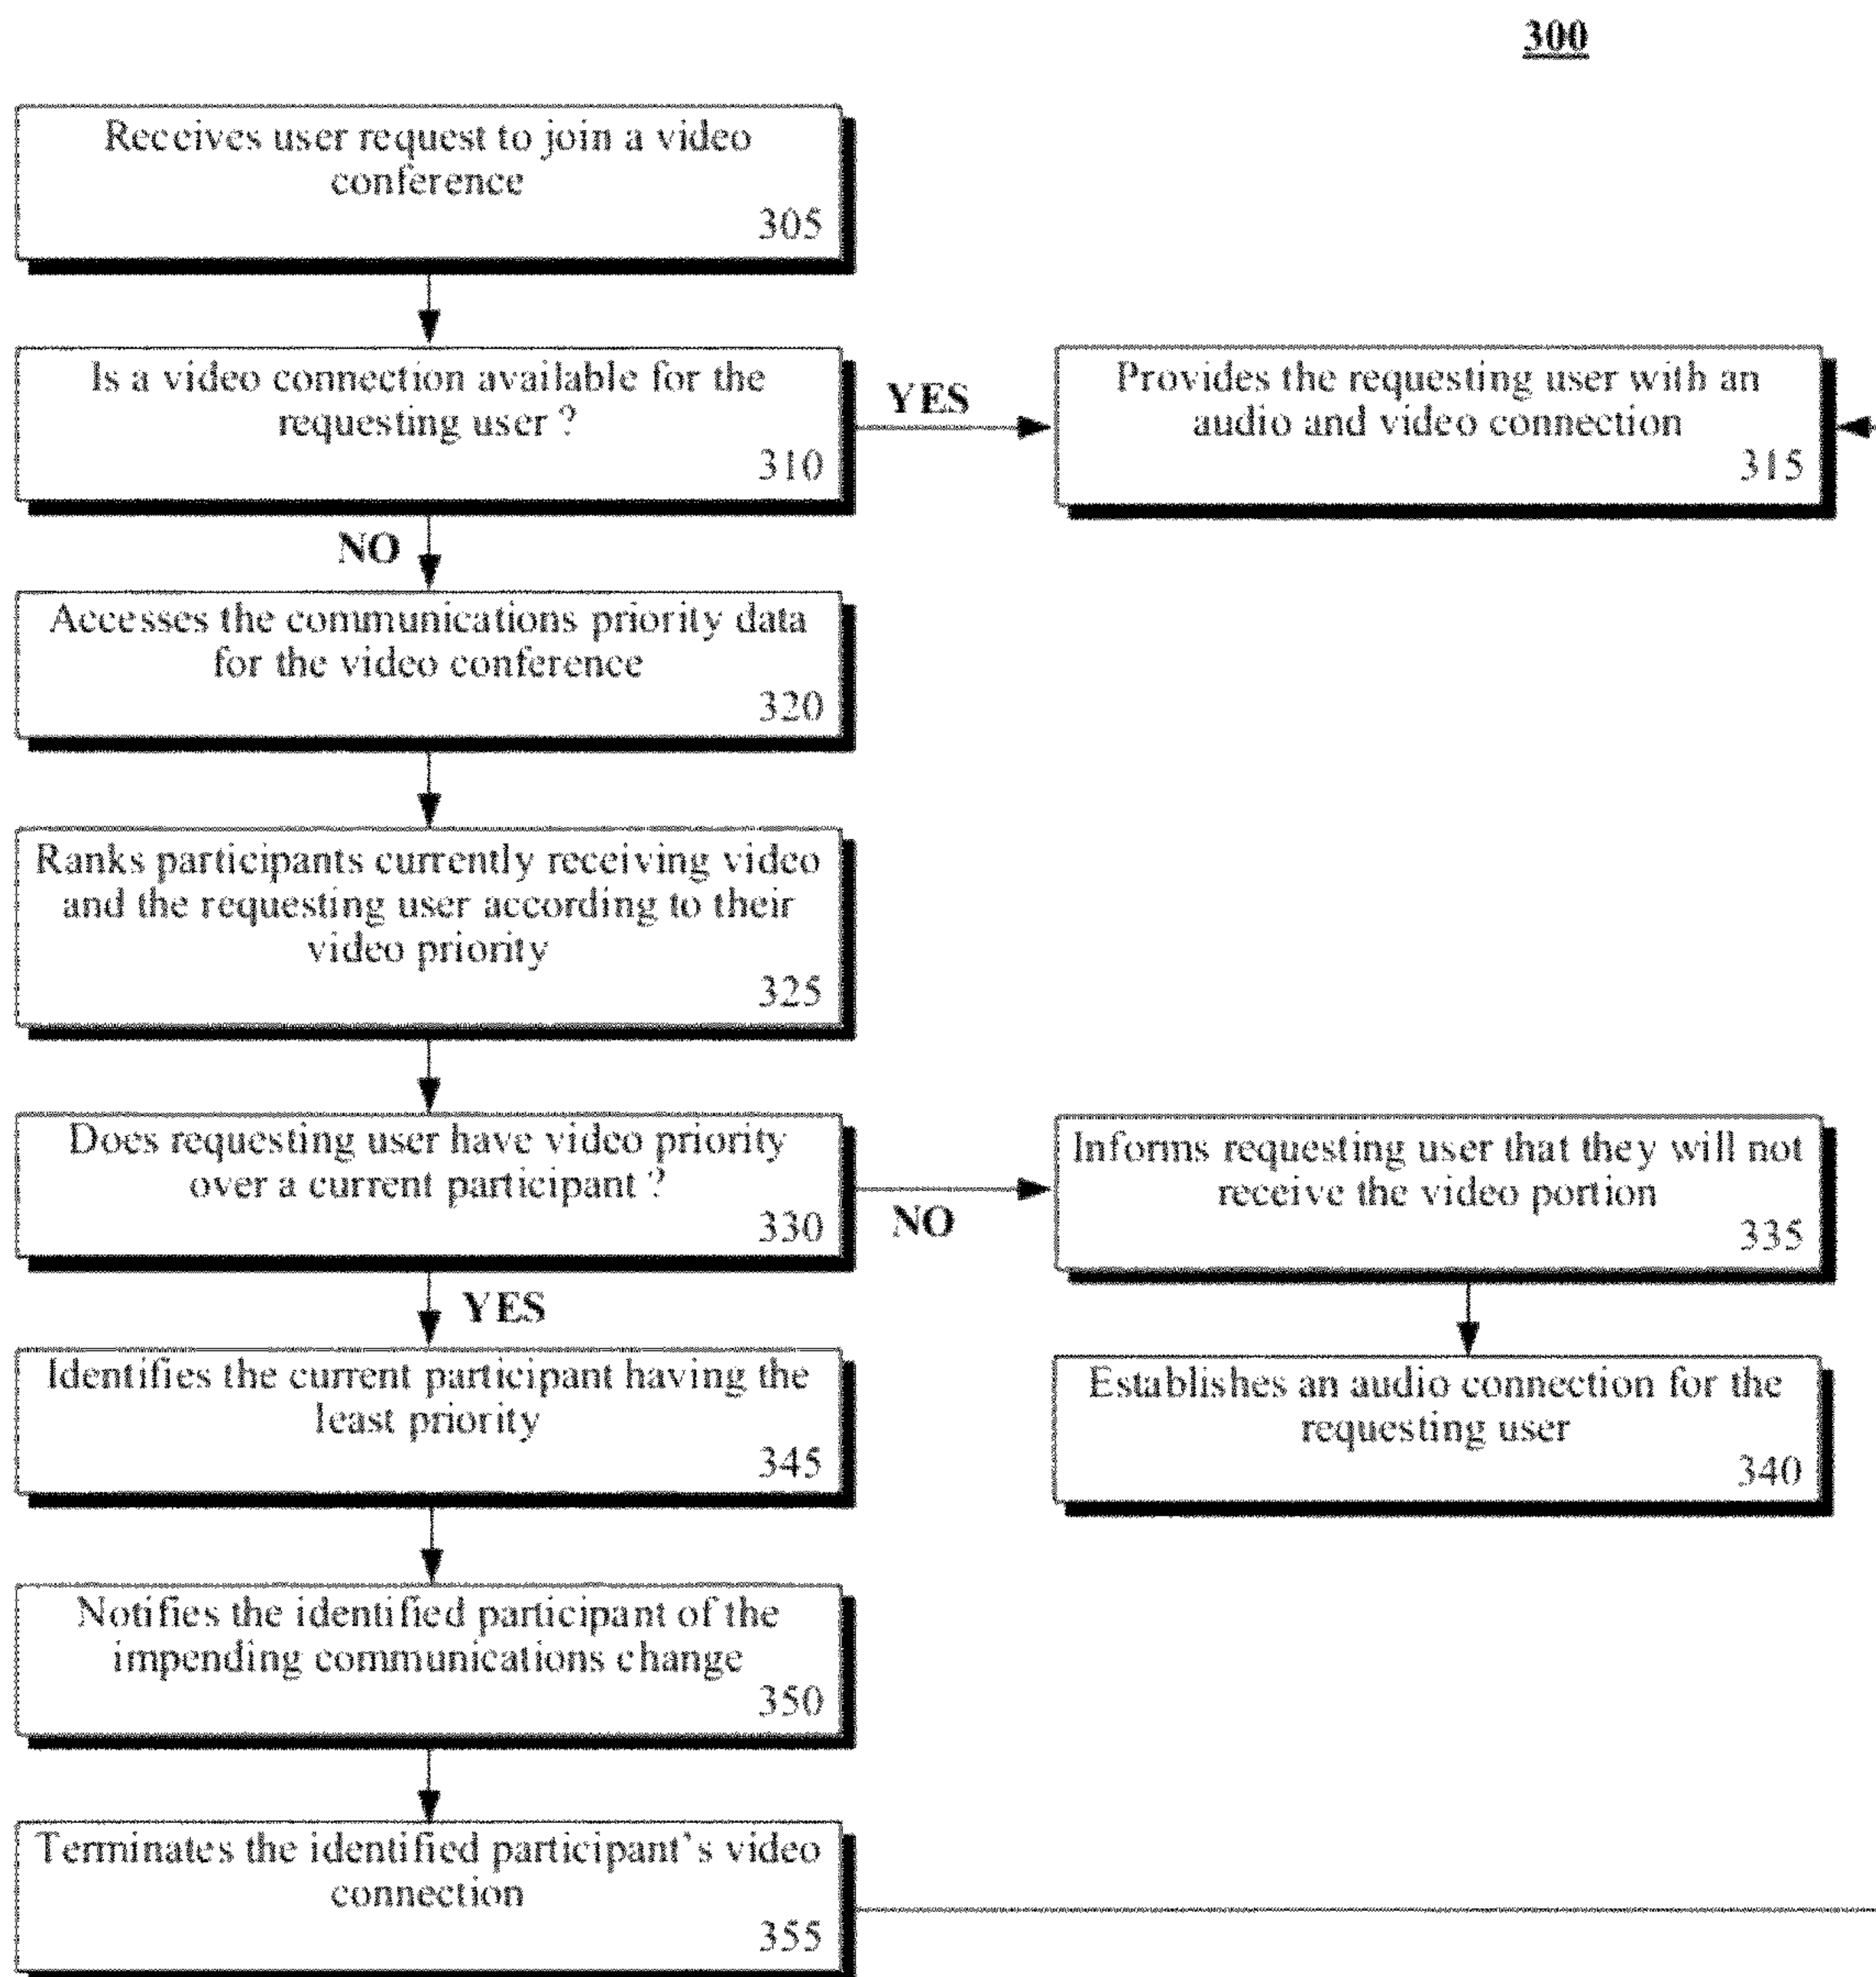 300
Receives user request to join a video
conference
305
Is a video connection available for the
requesting user ?
310
YES
Provides the requesting user with an
audio and video connection
315
NO
Accesses the communications priority data
for the video conference
320
Ranks participants currently receiving video
and the requesting user according to their
video priority
325
Does requesting user have video priority
over a current participant ?
330
NO
Informs requesting user that they will not
receive the video portion
335
YES
Establishes an audio connection for the
requesting user
340
Identifies the current participant having the
least priority
345
Notifies the identified participant of the
impending communications change
350
Terminates the identified participant's video
connection
355